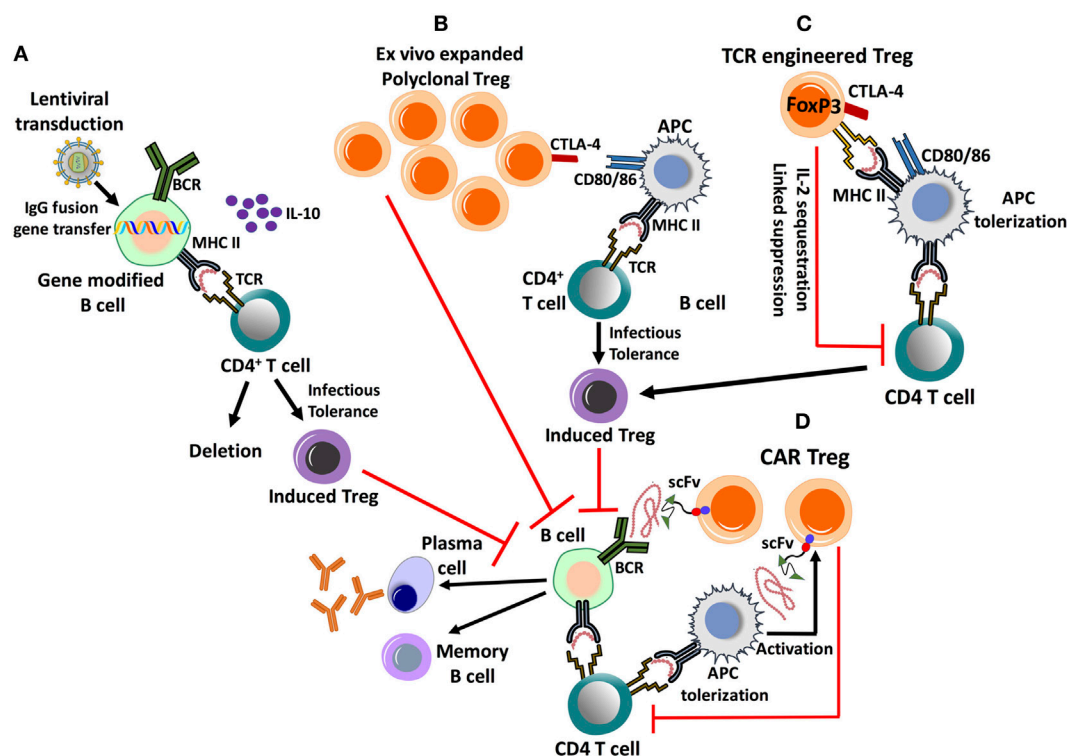 A
Lentiviral
transduction
BCR
IgG fusion
gene transfer
IL-10
MHC II
Gene modified
B cell
TCR
CD4⁺ T cell
Infectious
Tolerance
Deletion
Induced Treg
B
Ex vivo expanded
Polyclonal Treg
CTLA-4
APC
CD80/86
MHC II
TCR
CD4⁺
T cell
B cell
Infectious
Tolerance
Induced Treg
C
TCR engineered Treg
FoxP3
CTLA-4
CD80/86
MHC II
IL-2 sequestration
Linked suppression
APC
tolerization
CD4 T cell
D
CAR Treg
scFv
scFv
B cell
BCR
Plasma
cell
Memory
B cell
Activation
APC
tolerization
CD4 T cell